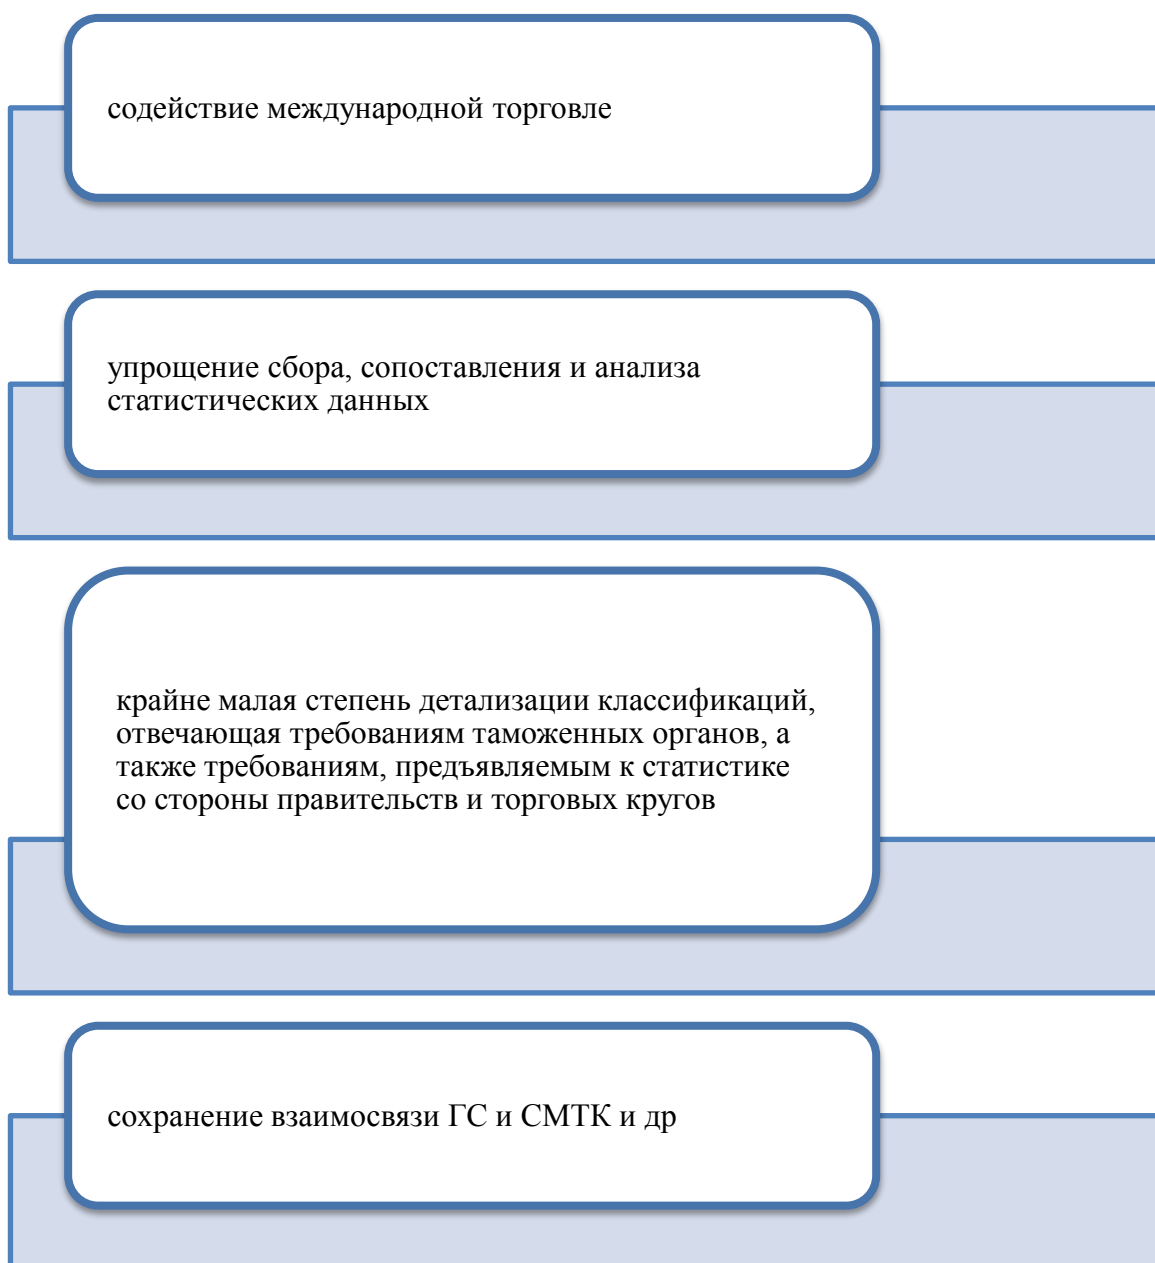 содействие международной торговле
упрощение сбора, сопоставления и анализа
статистических данных
крайне малая степень детализации классификаций,
отвечающая требованиям таможенных органов, а
также требованиям, предъявляемым к статистике
со стороны правительств и торговых кругов
сохранение взаимосвязи ГС и СМТК и др